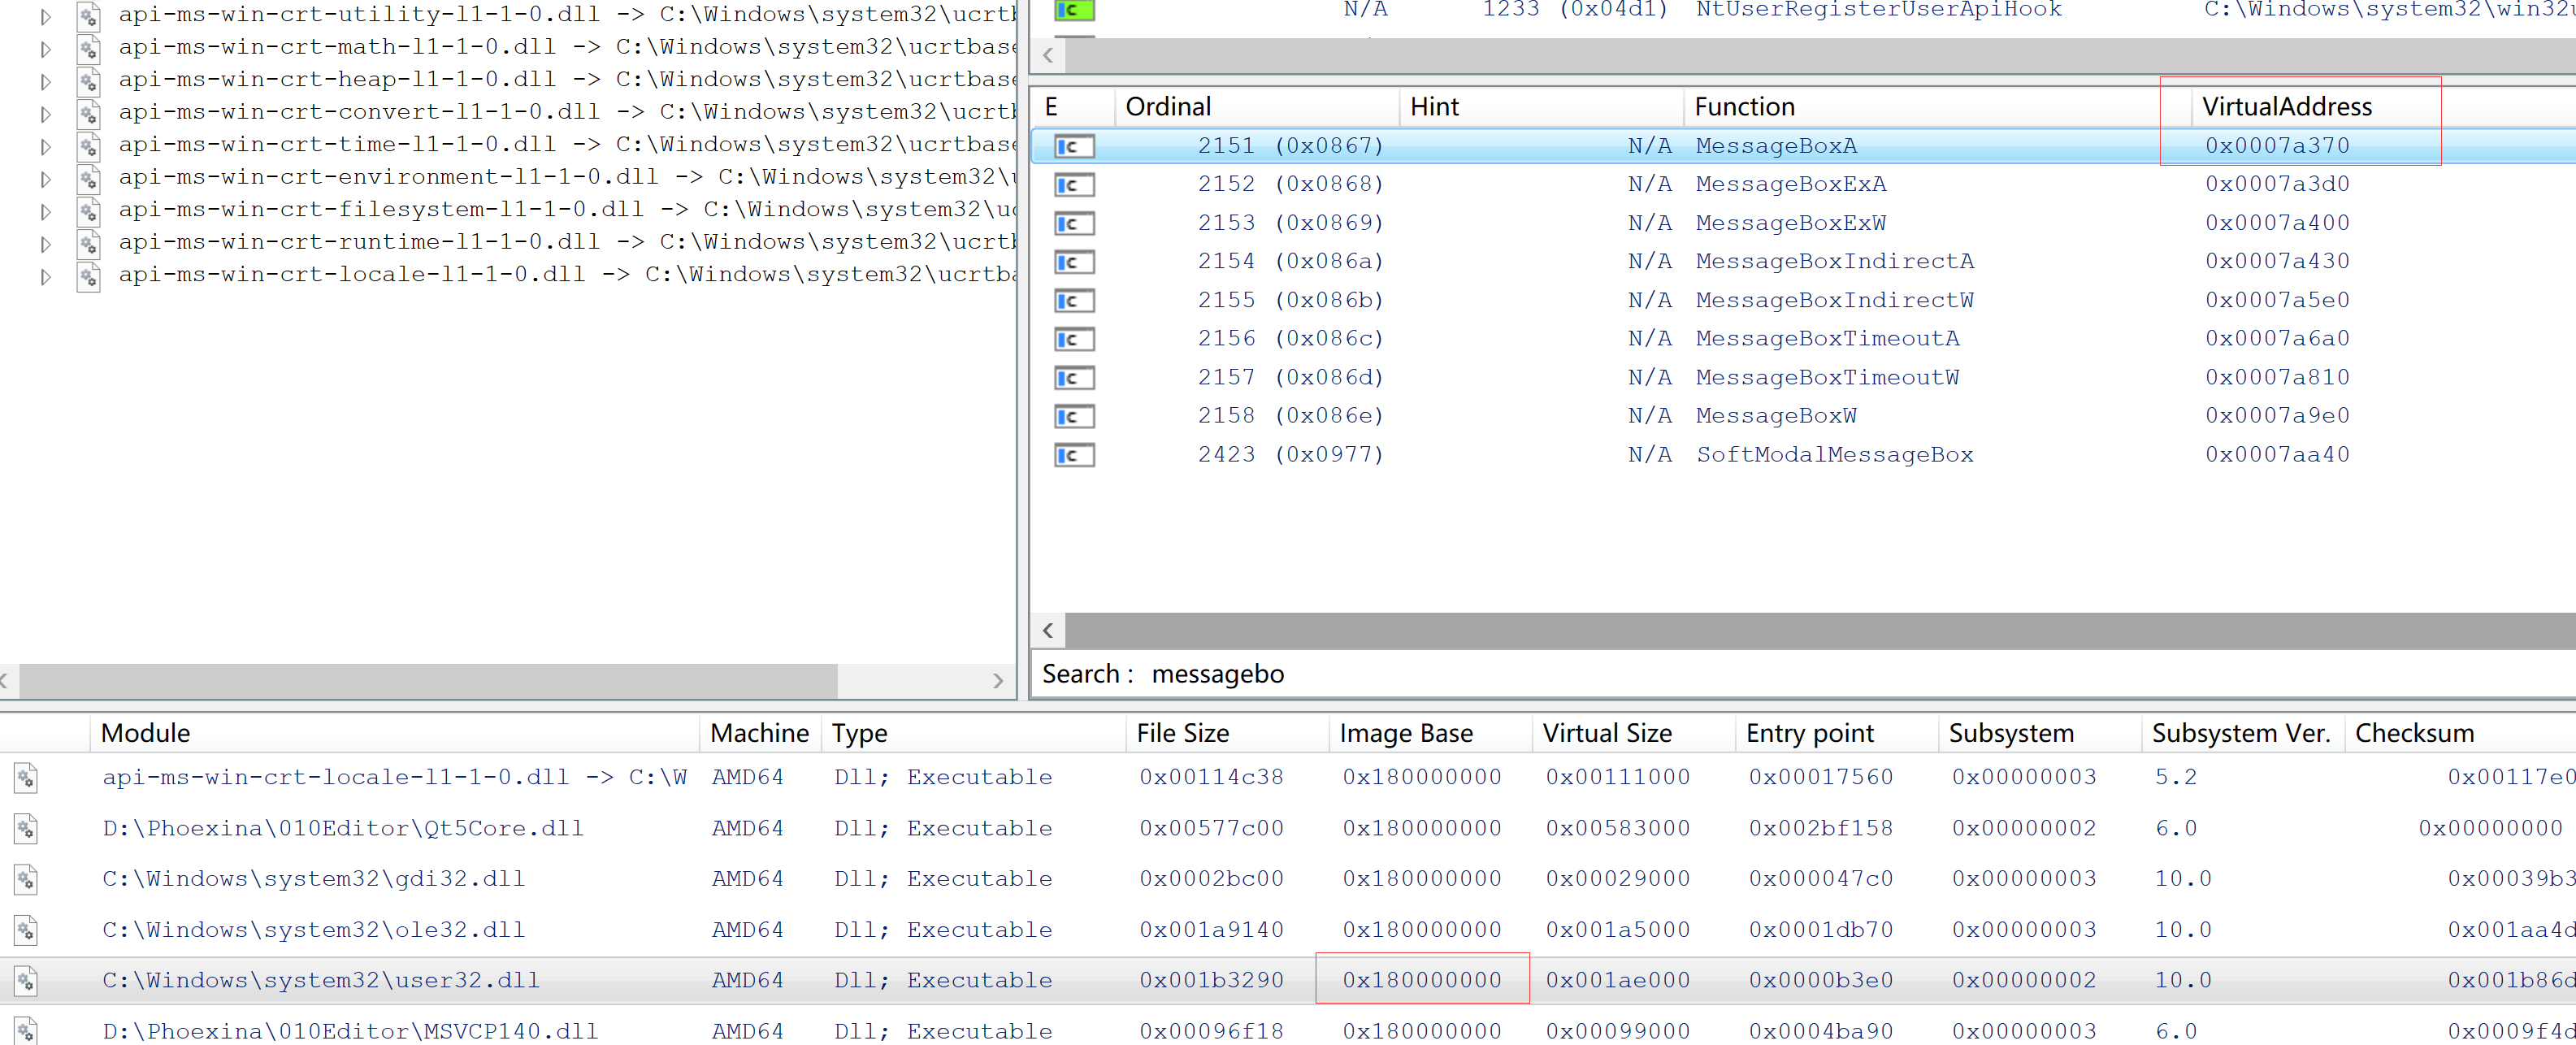 api-ms-win-crt-utility-l1-1-0.dll -> C:\Windows\system32\ucrtb
api-ms-win-crt-math-l1-1-0.dll -> C:\Windows\system32\ucrtbase
api-ms-win-crt-heap-l1-1-0.dll -> C:\Windows\system32\ucrtbase
api-ms-win-crt-convert-l1-1-0.dll -> C:\Windows\system32\ucrtb
api-ms-win-crt-time-l1-1-0.dll -> C:\Windows\system32\ucrtbase
api-ms-win-crt-environment-l1-1-0.dll -> C:\Windows\system32\u
api-ms-win-crt-filesystem-l1-1-0.dll -> C:\Windows\system32\uc
api-ms-win-crt-runtime-l1-1-0.dll -> C:\Windows\system32\ucrtb
api-ms-win-crt-locale-l1-1-0.dll -> C:\Windows\system32\ucrtba
C N/A 1233 (0x04d1) NtUserRegisterUserApiHook C:\Windows\system32\win32u
E Ordinal Hint Function VirtualAddress
C 2151 (0x0867) N/A MessageBoxA 0x0007a370
C 2152 (0x0868) N/A MessageBoxExA 0x0007a3d0
C 2153 (0x0869) N/A MessageBoxExW 0x0007a400
C 2154 (0x086a) N/A MessageBoxIndirectA 0x0007a430
C 2155 (0x086b) N/A MessageBoxIndirectW 0x0007a5e0
C 2156 (0x086c) N/A MessageBoxTimeoutA 0x0007a6a0
C 2157 (0x086d) N/A MessageBoxTimeoutW 0x0007a810
C 2158 (0x086e) N/A MessageBoxW 0x0007a9e0
C 2423 (0x0977) N/A SoftModalMessageBox 0x0007aa40
Search : messagebo
Module Machine Type File Size Image Base Virtual Size Entry point Subsystem Subsystem Ver. Checksum
api-ms-win-crt-locale-l1-1-0.dll -> C:\W AMD64 Dll; Executable 0x00114c38 0x180000000 0x00111000 0x00017560 0x00000003 5.2 0x00117e0
D:\Phoexina\010Editor\Qt5Core.dll AMD64 Dll; Executable 0x00577c00 0x180000000 0x00583000 0x002bf158 0x00000002 6.0 0x00000000
C:\Windows\system32\gdi32.dll AMD64 Dll; Executable 0x0002bc00 0x180000000 0x00029000 0x000047c0 0x00000003 10.0 0x00039b3
C:\Windows\system32\ole32.dll AMD64 Dll; Executable 0x001a9140 0x180000000 0x001a5000 0x0001db70 0x00000003 10.0 0x001aa4d
C:\Windows\system32\user32.dll AMD64 Dll; Executable 0x001b3290 0x180000000 0x001ae000 0x0000b3e0 0x00000002 10.0 0x001b86d
D:\Phoexina\010Editor\MSVCP140.dll AMD64 Dll; Executable 0x00096f18 0x180000000 0x00099000 0x0004ba90 0x00000003 6.0 0x0009f4d